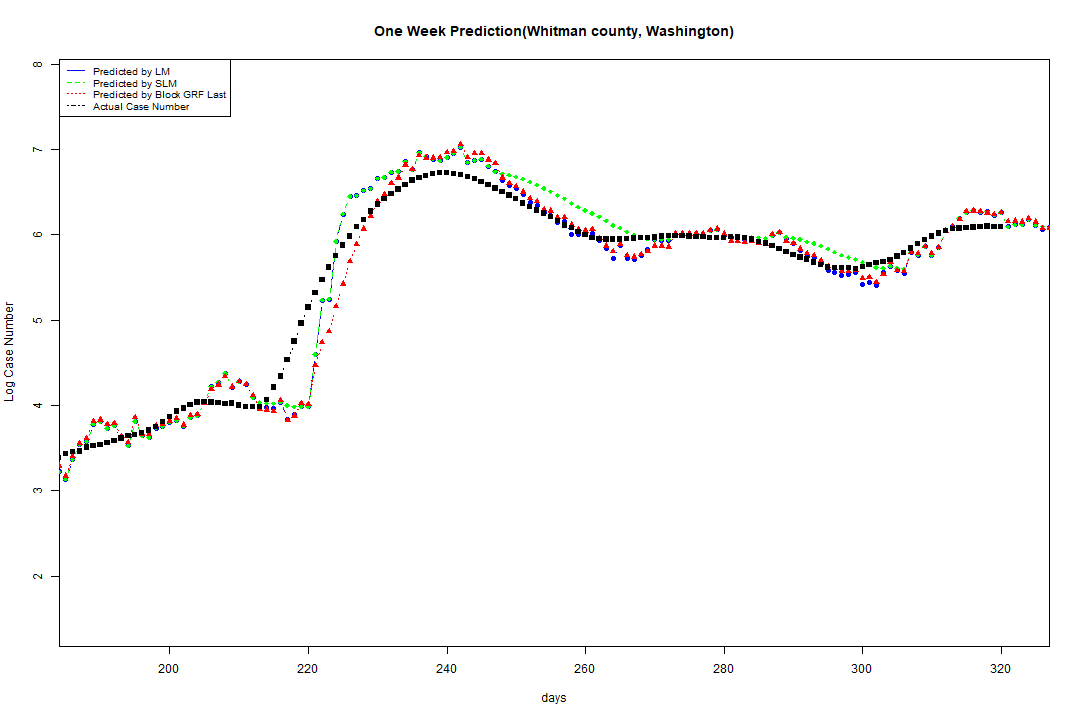 One Week Prediction(Whitman county, Washington)
Predicted by LM
Predicted by SLM
Predicted by Block GRF Last
Actual Case Number
Log Case Number
8
7
6
5
4
3
2
200 220 240 260 280 300 320
days